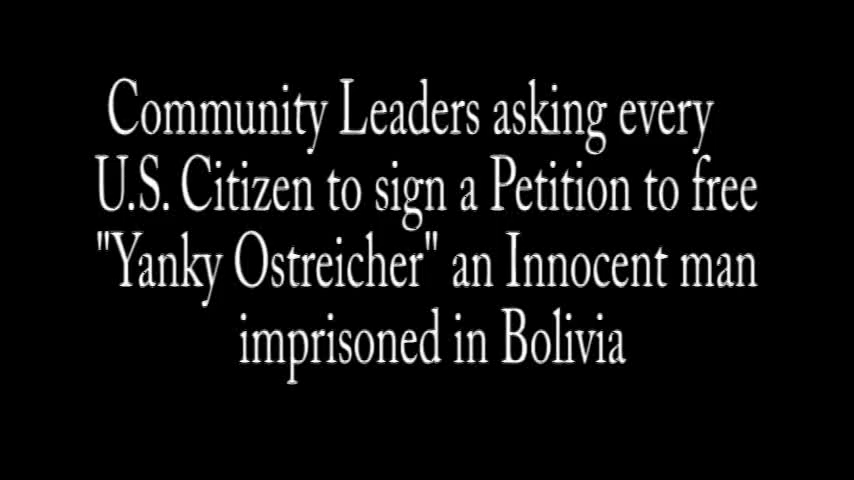 Community Leaders asking every
U.S. Citizen to sign a Petition to free
"Yanky Ostreicher" an Innocent man
imprisoned in Bolivia